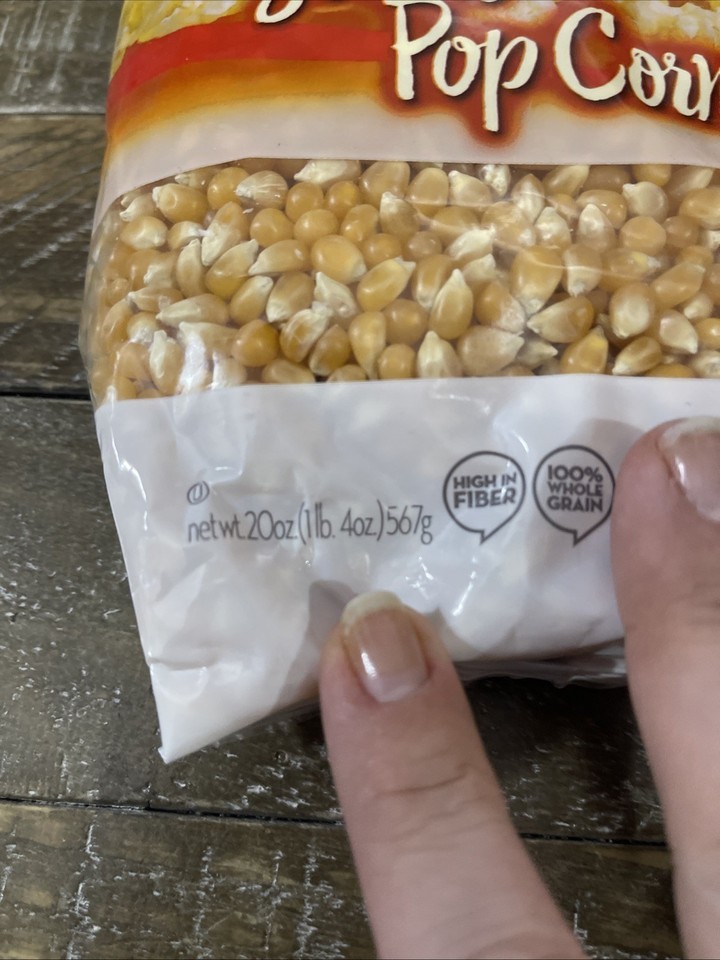 Pop Corn
U
net wt. 20oz. (1 lb. 4oz.) 567g
HIGH IN
FIBER
100%
WHOLE
GRAIN